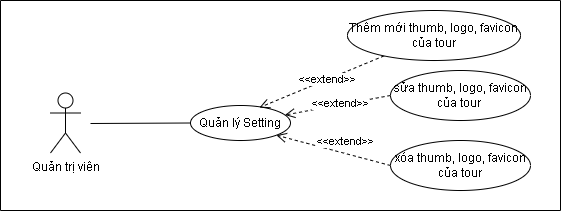 Thêm mới thumb, logo, favicon
của tour
<<extend>>
sửa thumb, logo, favicon
của tour
<<extend>>
Quản lý Setting
<<extend>>
xóa thumb, logo, favicon
của tour
Quản trị viên